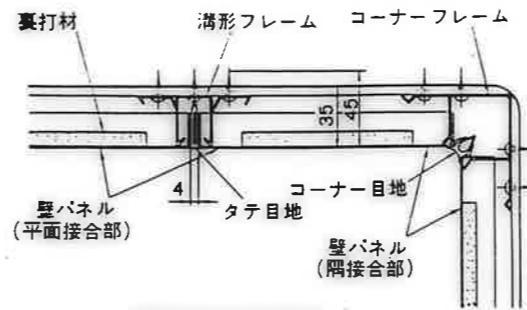 裏打材
溝形フレーム
コーナーフレーム
35
45
4
タテ目地
コーナー目地
壁パネル
(平面接合部)
壁パネル
(隅接合部)